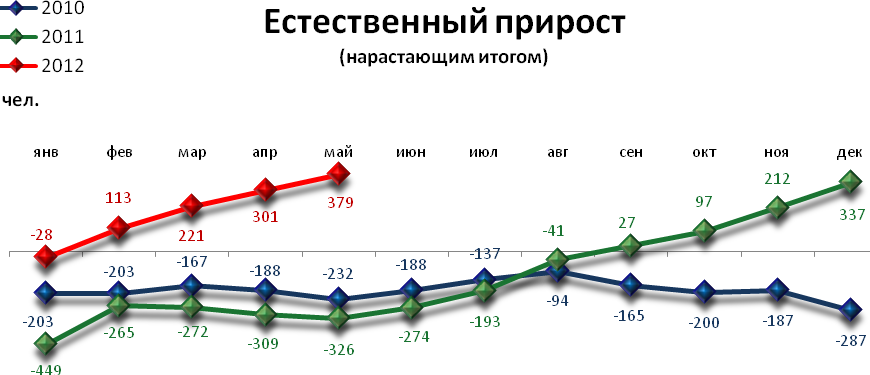 2010
2011
2012
Естественный прирост
(нарастающим итогом)
чел.
янв фев мар апр май июн июл авг сен окт ноя дек
-28 113 221 301 379
-203 -203 -167 -188 -232 -188 -137 -94 -165 -200 -187 -287
-449 -265 -272 -309 -326 -274 -193 -41 27 97 212 337